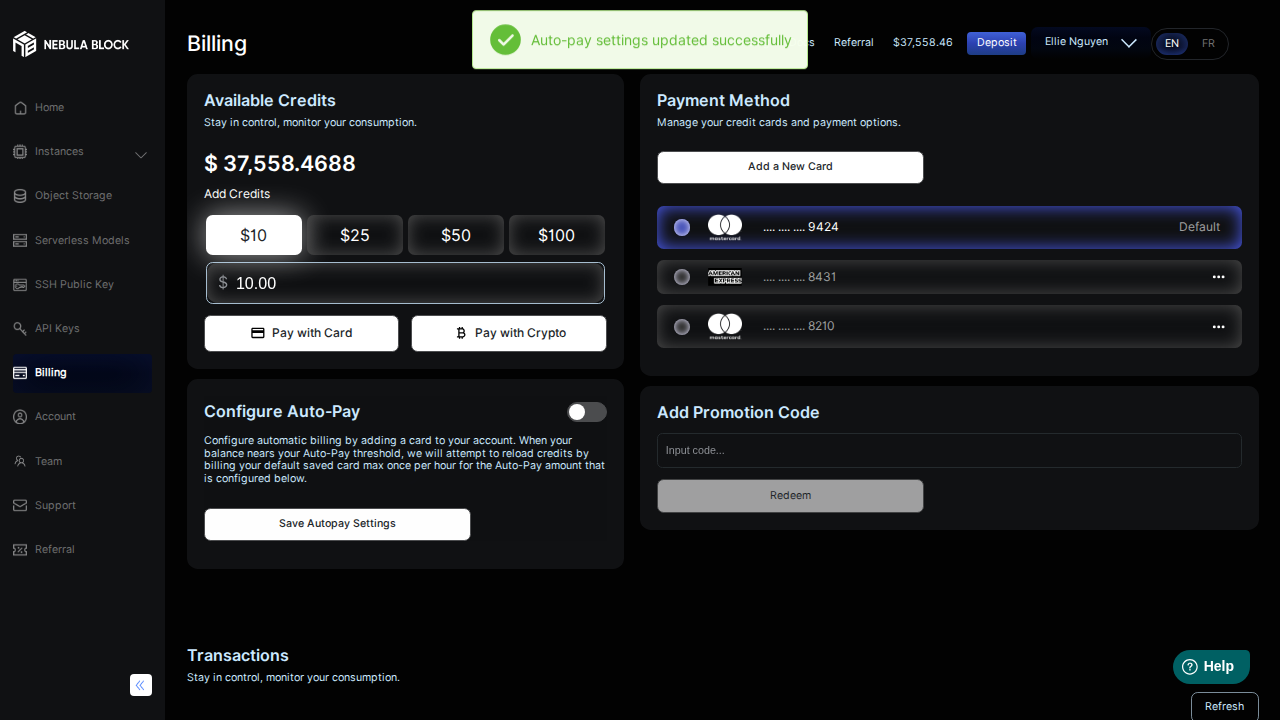 NEBULA BLOCK
Home
Instances
Object Storage
Serverless Models
SSH Public Key
API Keys
Billing
Account
Team
Support
Referral
Billing
Auto-pay settings updated successfully
Referral
$37,558.46
Deposit
Ellie Nguyen
EN
FR
Available Credits
Stay in control, monitor your consumption.
$ 37,558.4688
Add Credits
$10
$25
$50
$100
$ 10.00
Pay with Card
Pay with Crypto
Configure Auto-Pay
Configure automatic billing by adding a card to your account. When your
balance nears your Auto-Pay threshold, we will attempt to reload credits by
billing your default saved card max once per hour for the Auto-Pay amount that
is configured below.
Save Autopay Settings
Payment Method
Manage your credit cards and payment options.
Add a New Card
mastercard
.... .... .... 9424
Default
AMERICAN
EXPRESS
.... .... .... 8431
mastercard
.... .... .... 8210
Add Promotion Code
Input code...
Redeem
Transactions
Stay in control, monitor your consumption.
Help
Refresh